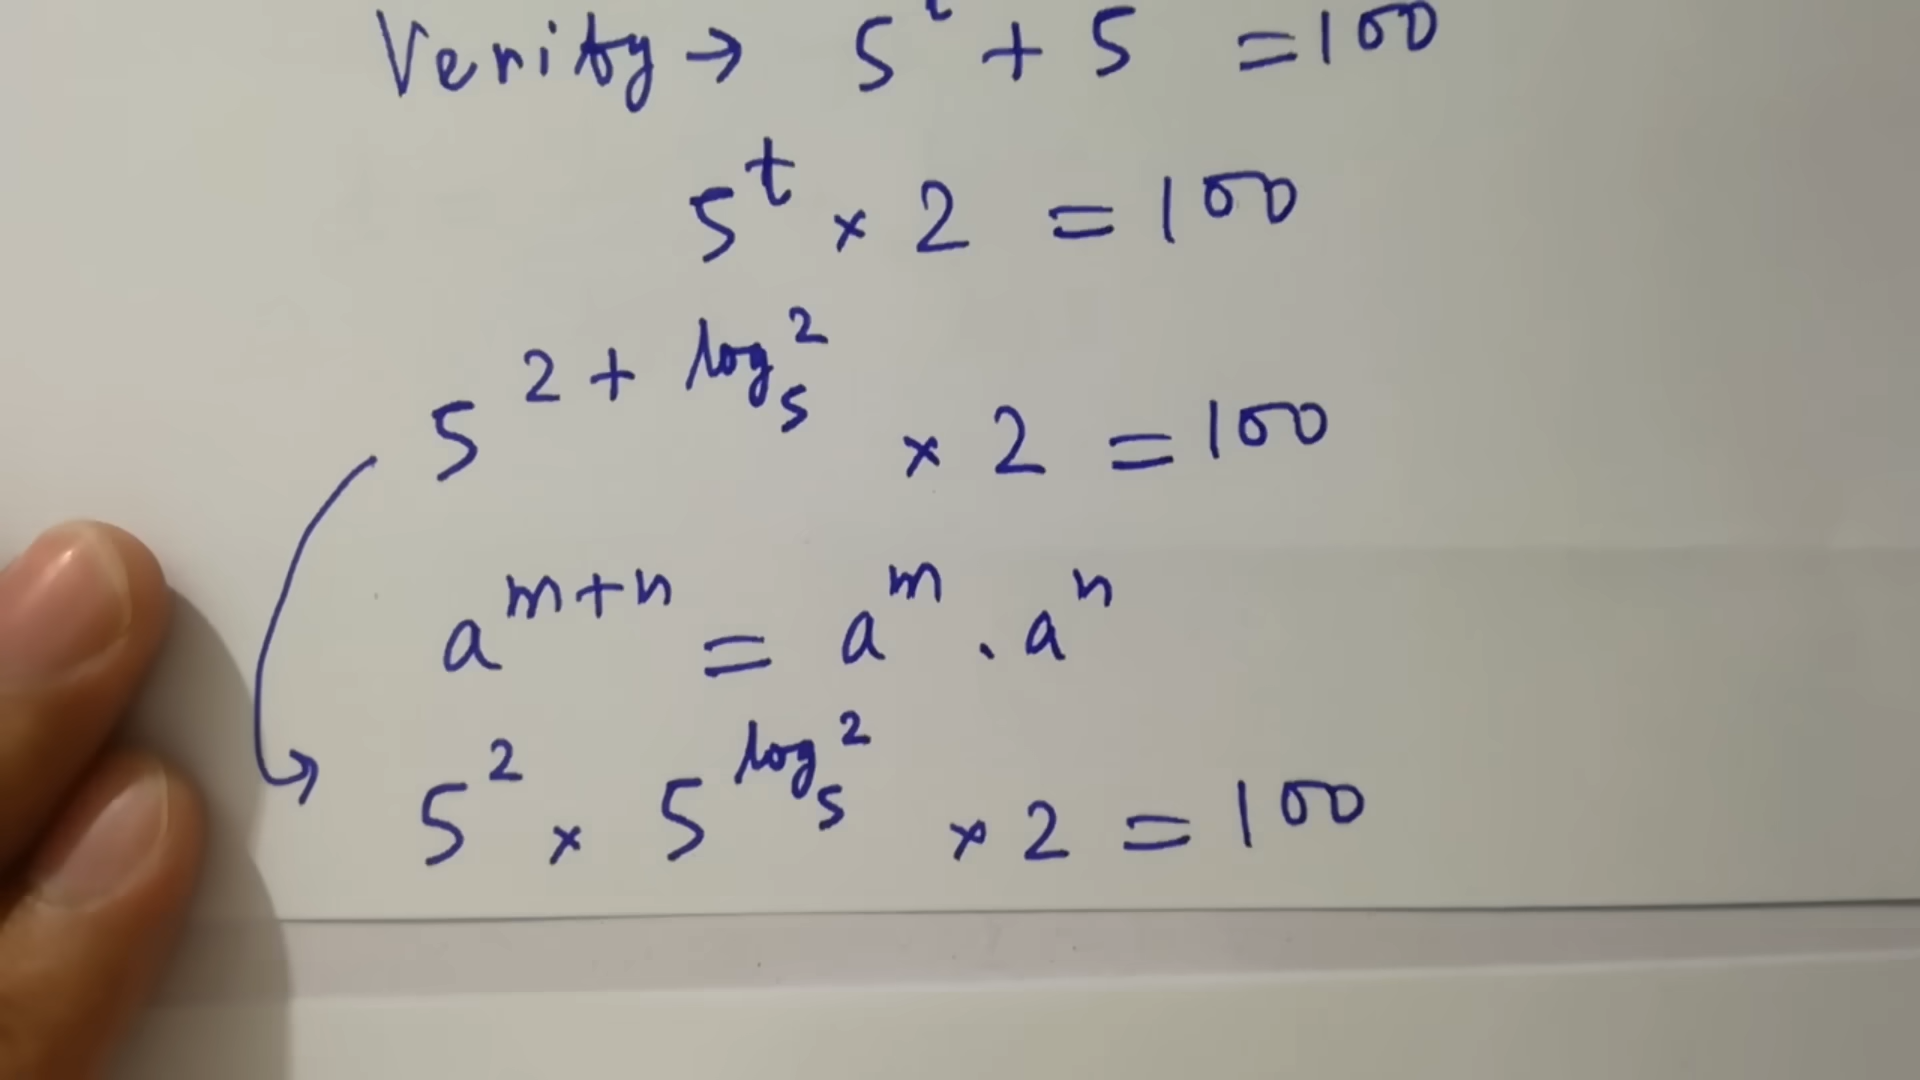 Verify → 5^t + 5 = 100
5^t × 2 = 100
5^(2 + log_5 2) × 2 = 100
a^(m+n) = a^m . a^n
5^2 × 5^(log_5 2) × 2 = 100